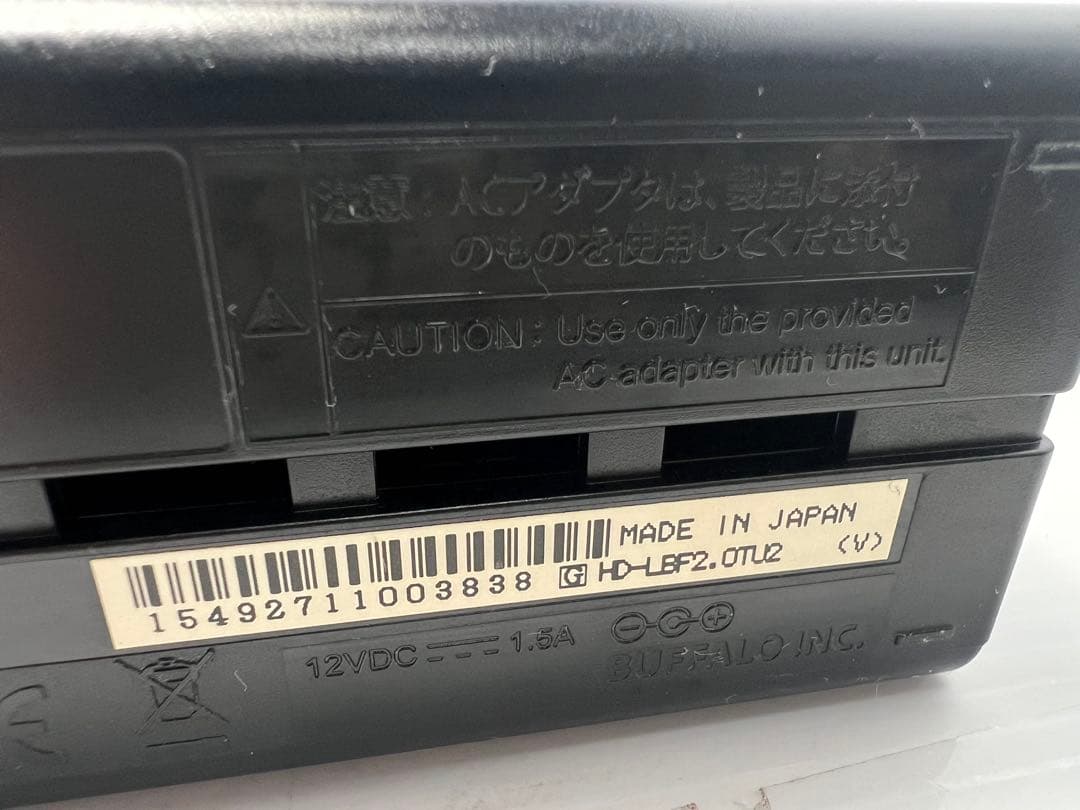 注意：ACアダプタは、製品に添付
のものを使用してください。
CAUTION : Use only the provided
AC adapter with this unit.
MADE IN JAPAN
15492711003838 G HD-LBF2.0TU2 (V)
12VDC 1.5A
BUFFALO INC.